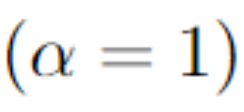 (α = 1)